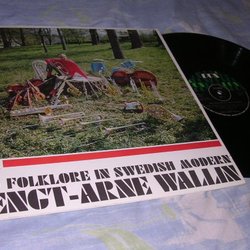 FOLKLORE IN SWEDISH MODERN
ENGT-ARNE WALLIN